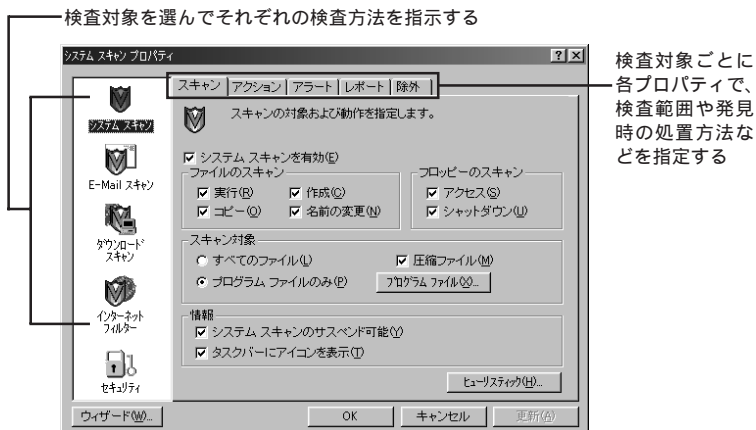 検査対象を選んでそれぞれの検査方法を指示する
システム スキャン プロパティ
検査対象ごとに
各プロパティで、
検査範囲や発見
時の処置方法な
どを指定する
スキャン アクション アラート レポート 除外
システム スキャン
E-Mail スキャン
ダウンロード
スキャン
インターネット
フィルター
セキュリティ
スキャンの対象および動作を指定します。
システム スキャンを有効(E)
ファイルのスキャン
実行(R) 作成(C)
コピー(O) 名前の変更(N)
フロッピーのスキャン
アクセス(S)
シャットダウン(U)
スキャン対象
すべてのファイル(L) 圧縮ファイル(M)
プログラム ファイルのみ(P) プログラム ファイル(X)...
情報
システム スキャンのサスペンド可能(Y)
タスクバーにアイコンを表示(T)
ヒューリスティック(H)...
ウィザード(W)... OK キャンセル 更新(A)